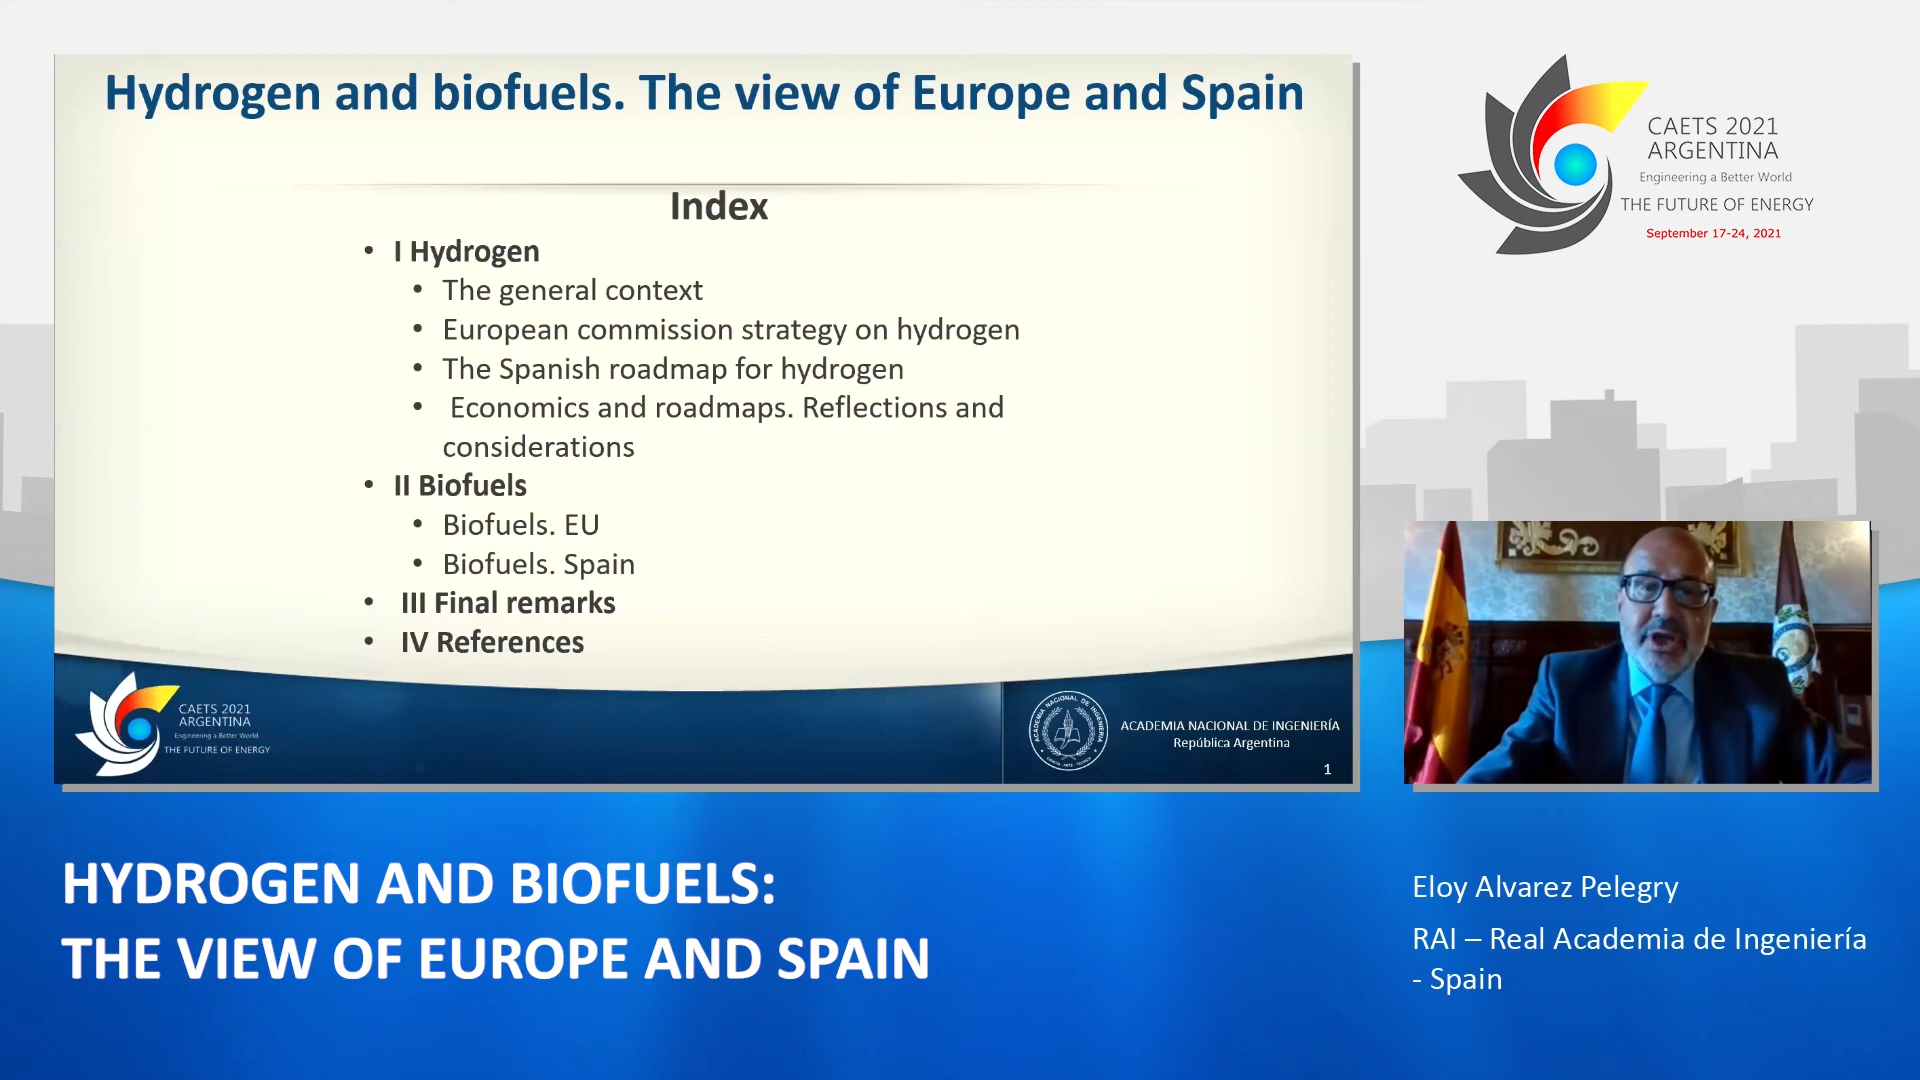 Hydrogen and biofuels. The view of Europe and Spain
Index
• I Hydrogen
• The general context
• European commission strategy on hydrogen
• The Spanish roadmap for hydrogen
• Economics and roadmaps. Reflections and
considerations
• II Biofuels
• Biofuels. EU
• Biofuels. Spain
• III Final remarks
• IV References
CAETS 2021
ARGENTINA
Engineering a Better World
THE FUTURE OF ENERGY
ACADEMIA NACIONAL DE INGENIERÍA
República Argentina
1
CAETS 2021
ARGENTINA
Engineering a Better World
THE FUTURE OF ENERGY
September 17-24, 2021
HYDROGEN AND BIOFUELS:
THE VIEW OF EUROPE AND SPAIN
Eloy Alvarez Pelegry
RAI – Real Academia de Ingeniería
- Spain